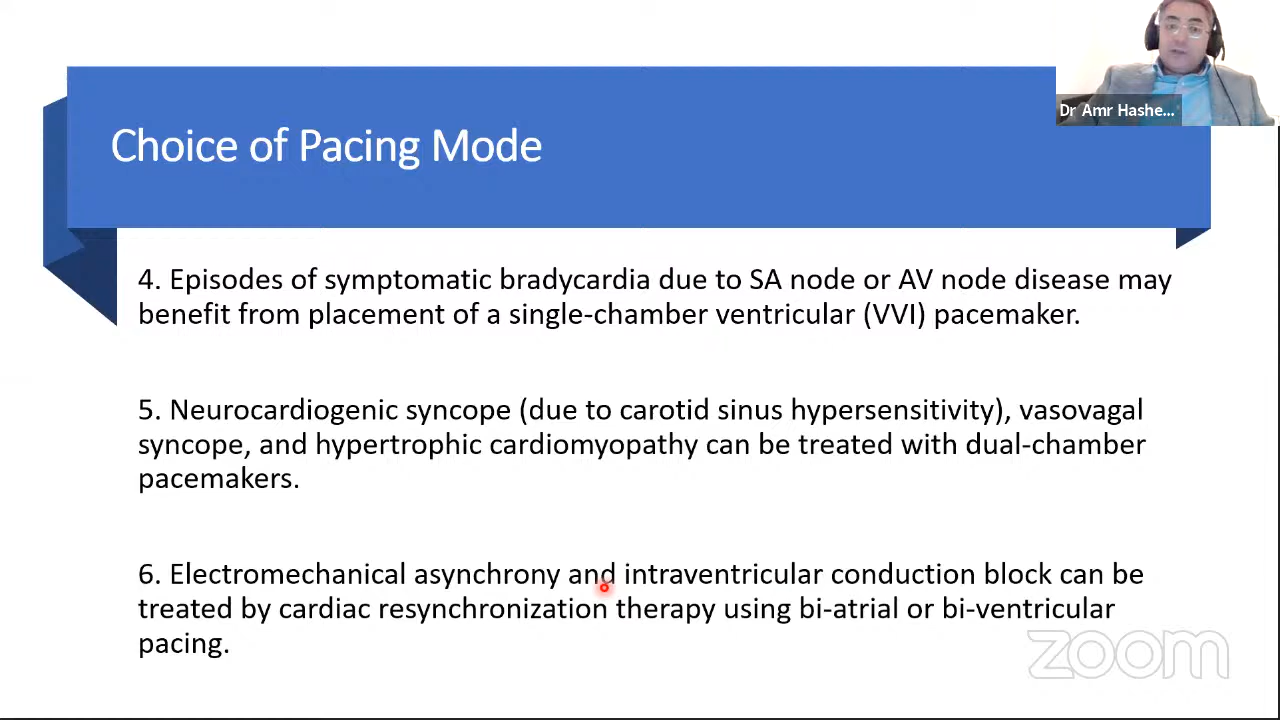 Dr Amr Hashe...
Choice of Pacing Mode
4. Episodes of symptomatic bradycardia due to SA node or AV node disease may
benefit from placement of a single-chamber ventricular (VVI) pacemaker.
5. Neurocardiogenic syncope (due to carotid sinus hypersensitivity), vasovagal
syncope, and hypertrophic cardiomyopathy can be treated with dual-chamber
pacemakers.
6. Electromechanical asynchrony and intraventricular conduction block can be
treated by cardiac resynchronization therapy using bi-atrial or bi-ventricular
pacing.
zoom